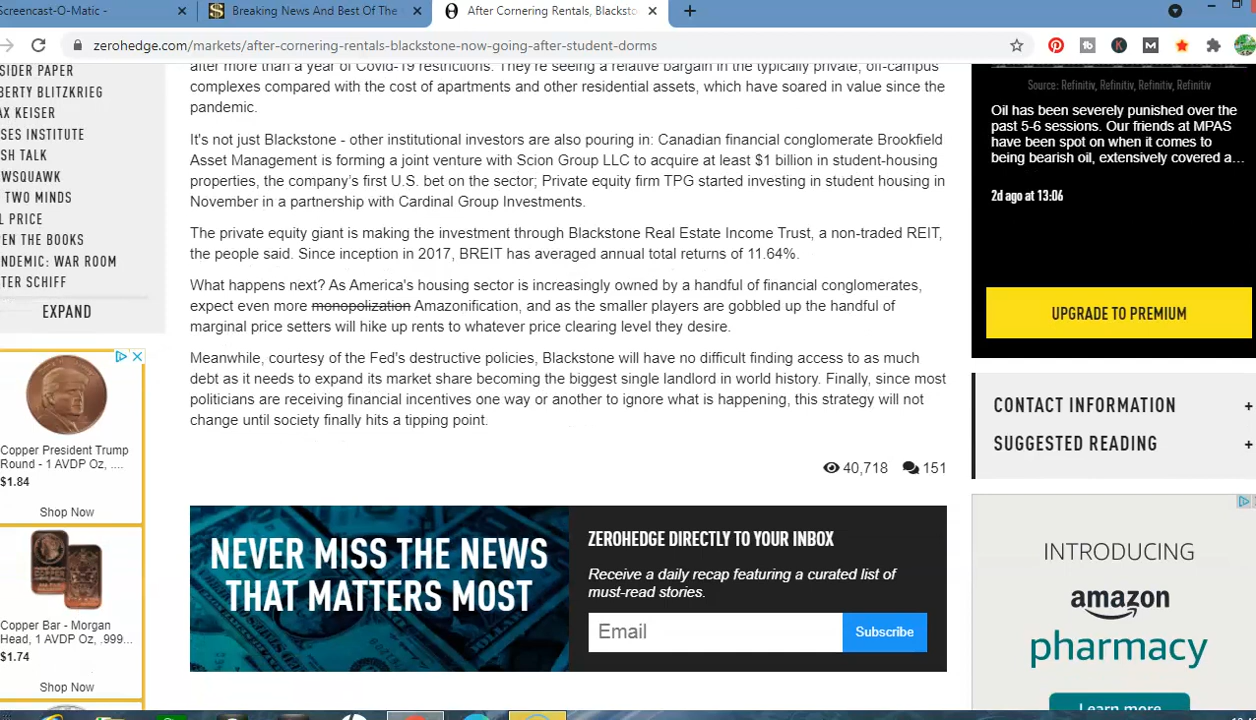 Screencast-O-Matic -
Breaking News And Best Of The
After Cornering Rentals, Blacksto
zerohedge.com/markets/after-cornering-rentals-blackstone-now-going-after-student-dorms
SIDER PAPER
BERTY BLITZKRIEG
AX KEISER
SES INSTITUTE
SH TALK
WSQUAWK
TWO MINDS
L PRICE
EN THE BOOKS
NDEMIC: WAR ROOM
TER SCHIFF
EXPAND
Copper President Trump
Round - 1 AVDP Oz, ....
$1.84
Shop Now
Copper Bar - Morgan
Head, 1 AVDP Oz, .999...
$1.74
Shop Now
after more than a year of Covid-19 restrictions. They're seeing a relative bargain in the typically private, off-campus
complexes compared with the cost of apartments and other residential assets, which have soared in value since the
pandemic.
It's not just Blackstone - other institutional investors are also pouring in: Canadian financial conglomerate Brookfield
Asset Management is forming a joint venture with Scion Group LLC to acquire at least $1 billion in student-housing
properties, the company's first U.S. bet on the sector; Private equity firm TPG started investing in student housing in
November in a partnership with Cardinal Group Investments.
The private equity giant is making the investment through Blackstone Real Estate Income Trust, a non-traded REIT,
the people said. Since inception in 2017, BREIT has averaged annual total returns of 11.64%.
What happens next? As America's housing sector is increasingly owned by a handful of financial conglomerates,
expect even more monopolization Amazonification, and as the smaller players are gobbled up the handful of
marginal price setters will hike up rents to whatever price clearing level they desire.
Meanwhile, courtesy of the Fed's destructive policies, Blackstone will have no difficult finding access to as much
debt as it needs to expand its market share becoming the biggest single landlord in world history. Finally, since most
politicians are receiving financial incentives one way or another to ignore what is happening, this strategy will not
change until society finally hits a tipping point.
40,718 151
NEVER MISS THE NEWS
THAT MATTERS MOST
ZEROHEDGE DIRECTLY TO YOUR INBOX
Receive a daily recap featuring a curated list of
must-read stories.
Email
Subscribe
Source: Refinitiv, Refinitiv, Refinitiv, Refinitiv
Oil has been severely punished over the
past 5-6 sessions. Our friends at MPAS
have been spot on when it comes to
being bearish oil, extensively covered a...
2d ago at 13:06
UPGRADE TO PREMIUM
CONTACT INFORMATION +
SUGGESTED READING +
INTRODUCING
amazon
pharmacy
Learn more